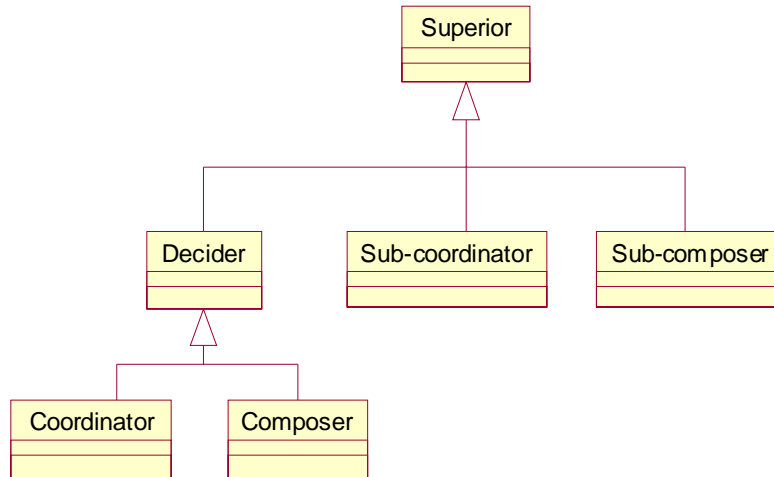 Superior
Decider
Sub-coordinator
Sub-composer
Coordinator
Composer